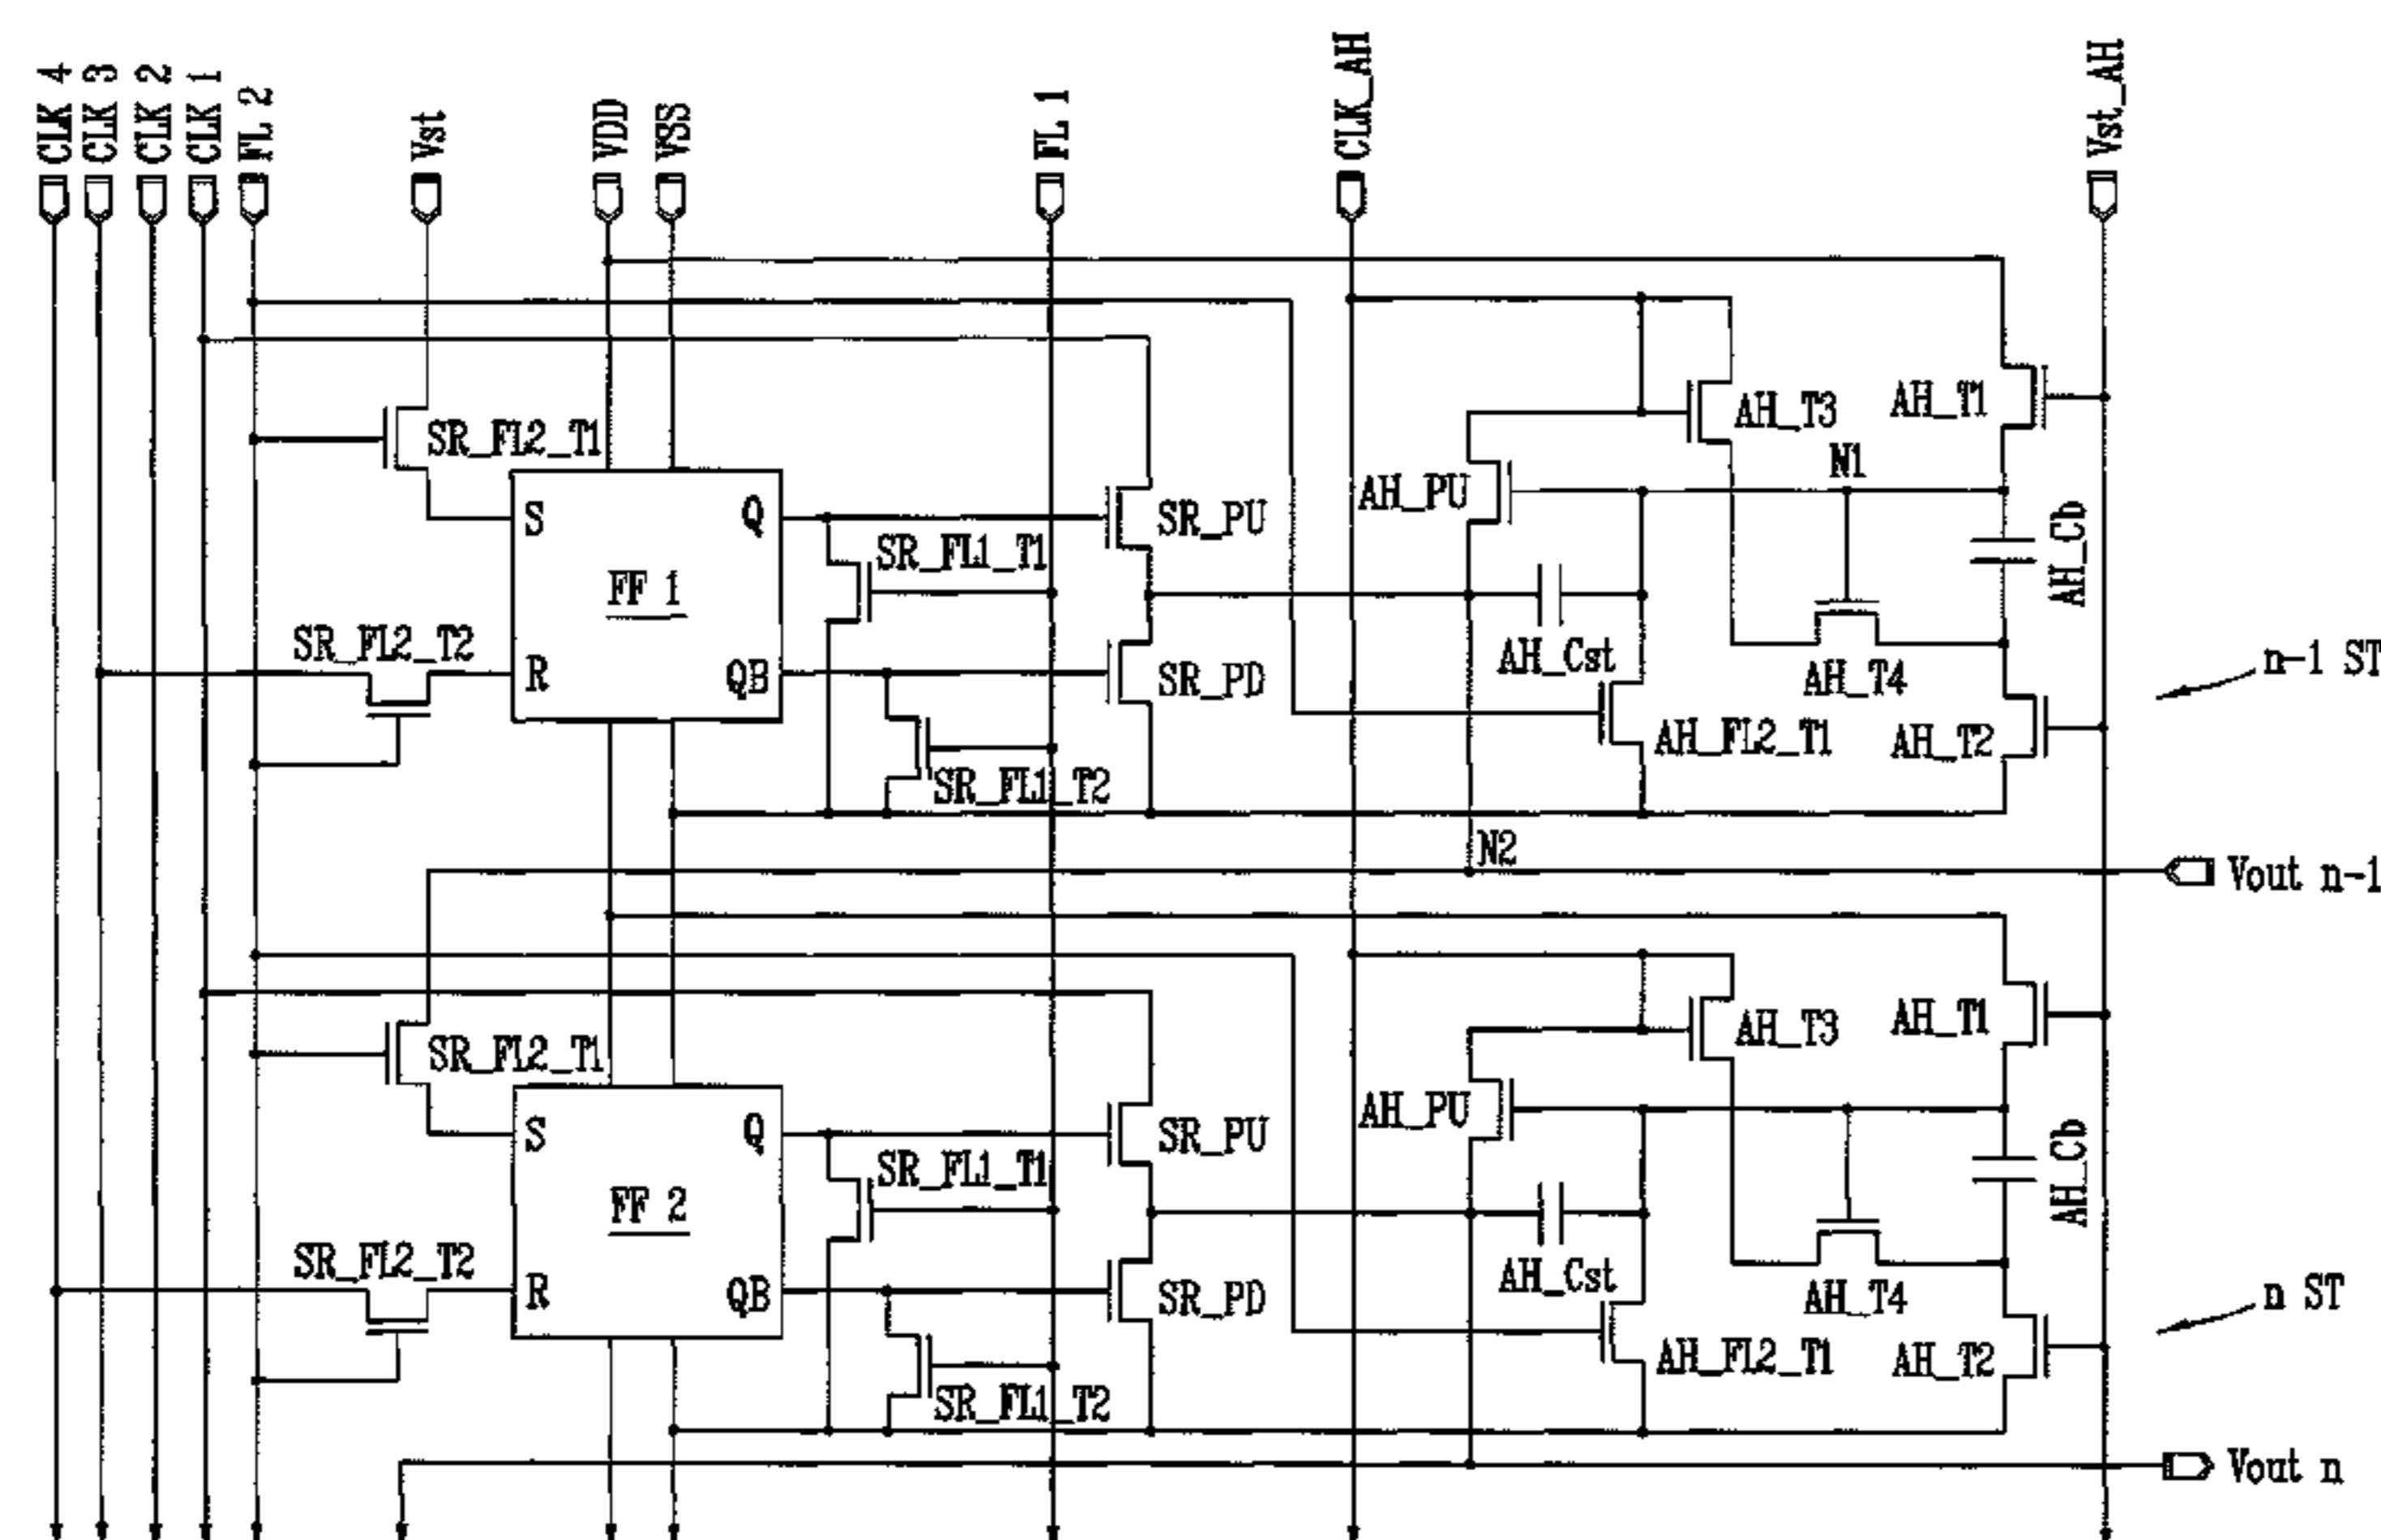 CLK 4
CLK 3
CLK 2
CLK 1
FL 2
Vst
VDD
VSS
FL 1
CLK_AH
Vst_AH
SR_FL2_T1
AH_T3
AH_T1
N1
S
Q
AH_PU
SR_PU
SR_FL1_T1
AH_Cb
FF 1
SR_FL2_T2
R
QB
SR_PD
AH_Cst
AH_T4
n-1 ST
AH_FL2_T1
AH_T2
SR_FL1_T2
N2
Vout n-1
SR_FL2_T1
AH_T3
AH_T1
S
Q
AH_PU
SR_PU
SR_FL1_T1
AH_Cb
FF 2
SR_FL2_T2
R
QB
SR_PD
AH_Cst
AH_T4
n ST
AH_FL2_T1
AH_T2
SR_FL1_T2
Vout n